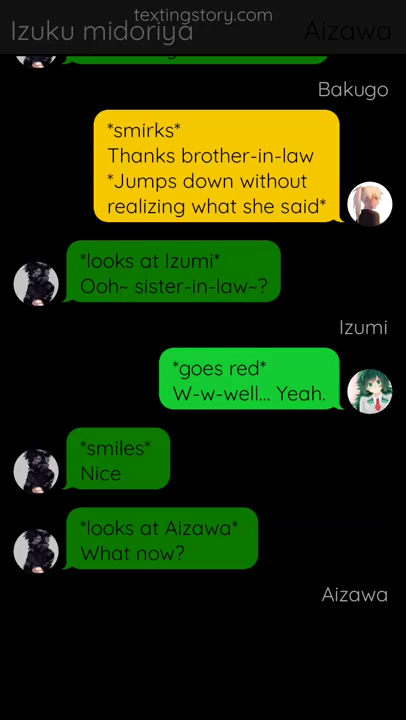 textingstory.com
Izuku midoriya
Aizawa
Bakugo
*smirks*
Thanks brother-in-law
*Jumps down without
realizing what she said*
*looks at Izumi*
Ooh~ sister-in-law~?
Izumi
*goes red*
W-w-well... Yeah.
*smiles*
Nice
*looks at Aizawa*
What now?
Aizawa